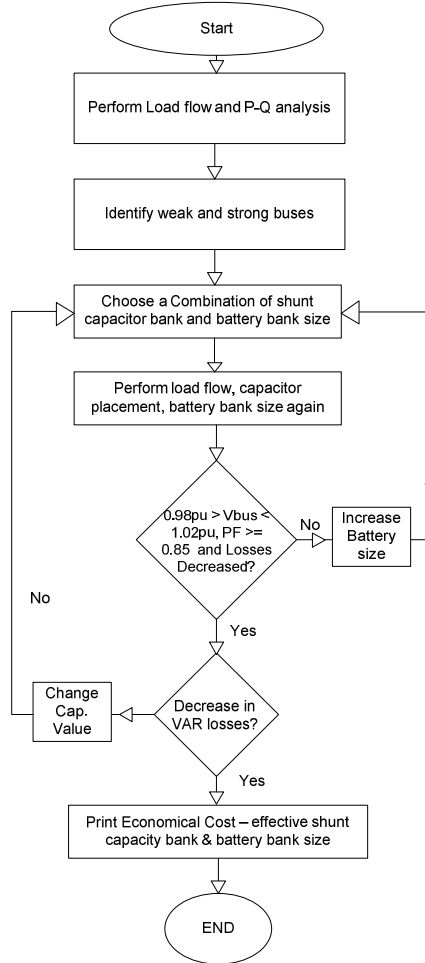 Start
Perform Load flow and P-Q analysis
Identify weak and strong buses
Choose a Combination of shunt
capacitor bank and battery bank size
Perform load flow, capacitor
placement, battery bank size again
0.98pu > Vbus <
1.02pu, PF >=
0.85 and Losses
Decreased?
No
Increase
Battery
size
Yes
No
Decrease in
VAR losses?
Change
Cap.
Value
Yes
Print Economical Cost – effective shunt
capacity bank & battery bank size
END